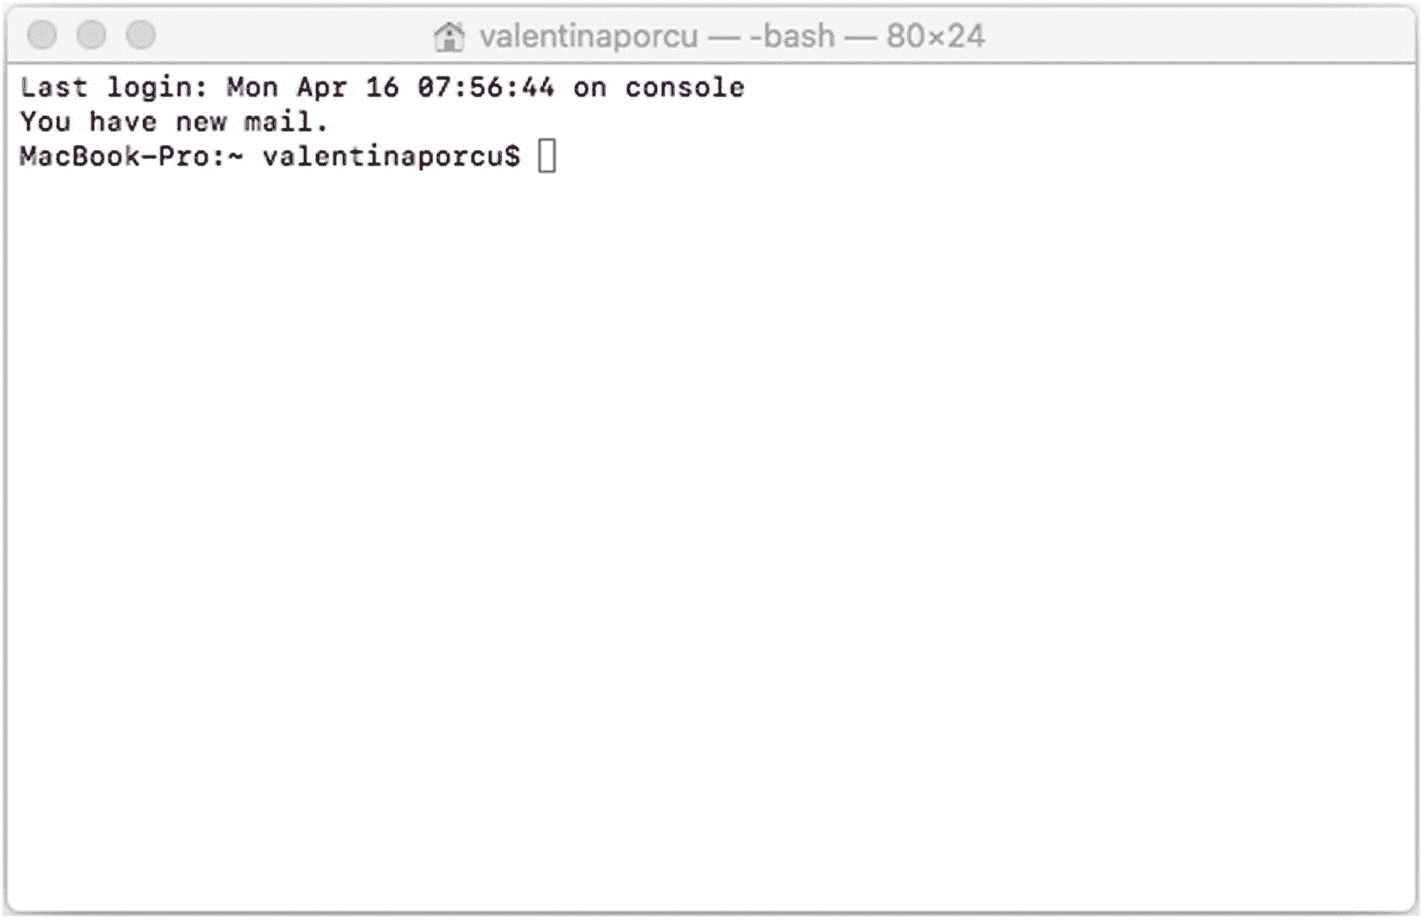 valentinaporcu — -bash — 80×24
Last login: Mon Apr 16 07:56:44 on console
You have new mail.
MacBook-Pro:~ valentinaporcu$